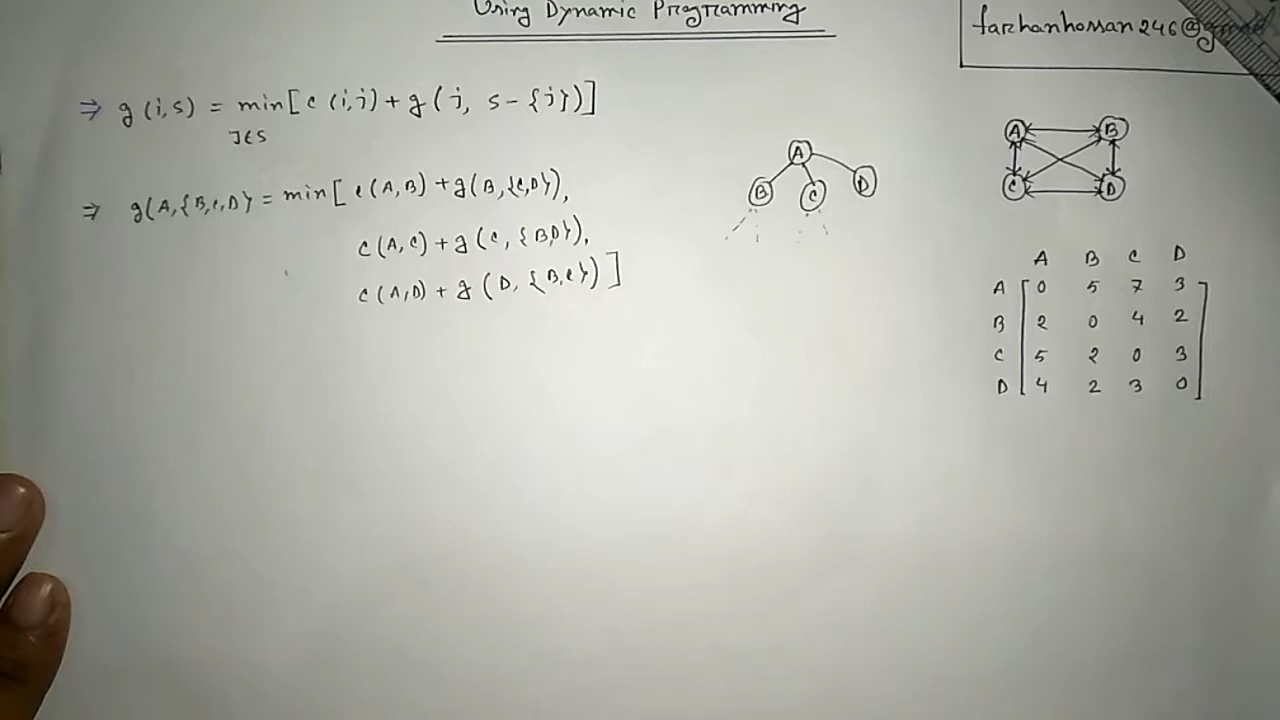 Using Dynamic Programming
farhanhossan246@gmail
⇒ g(i,s) = min[c(i,j)+g(j, s-{j})]
J∈S
⇒ g(A,{B,C,D} = min[c(A,B)+g(B,{C,D}),
c(A,C)+g(C,{B,D}),
c(A,D)+g(D,{B,C})]
A
B C D
A B
C D
A B C D
A 0 5 7 3
B 2 0 4 2
C 5 2 0 3
D 4 2 3 0